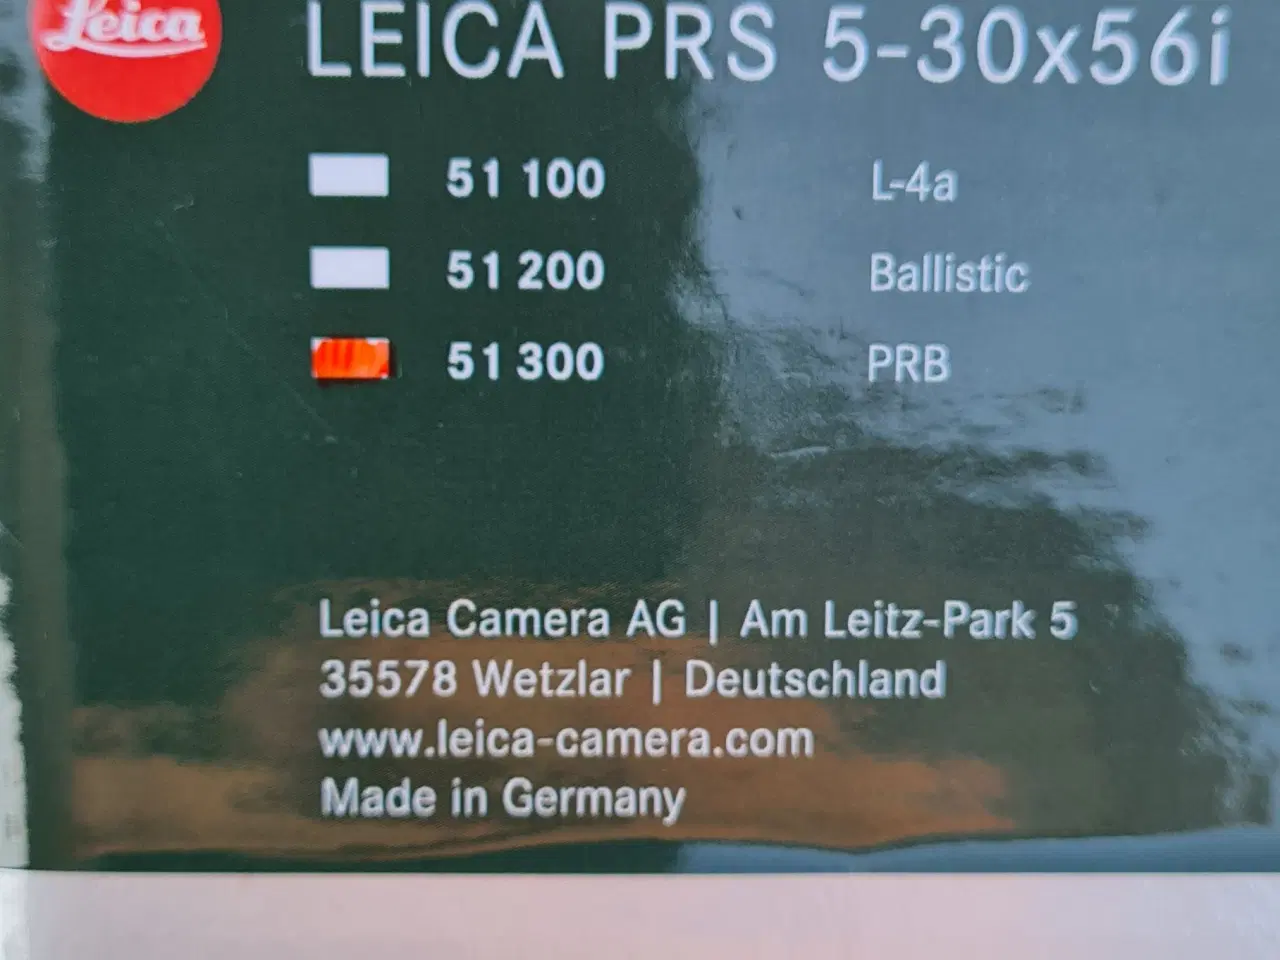 Leica
LEICA PRS 5-30x56i
51 100 L-4a
51 200 Ballistic
51 300 PRB
Leica Camera AG | Am Leitz-Park 5
35578 Wetzlar | Deutschland
www.leica-camera.com
Made in Germany